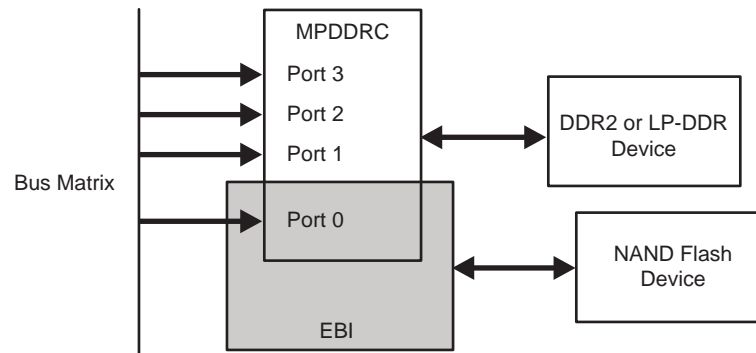 MPDDRC
Port 3
Port 2
Port 1
Port 0
Bus Matrix
EBI
DDR2 or LP-DDR
Device
NAND Flash
Device